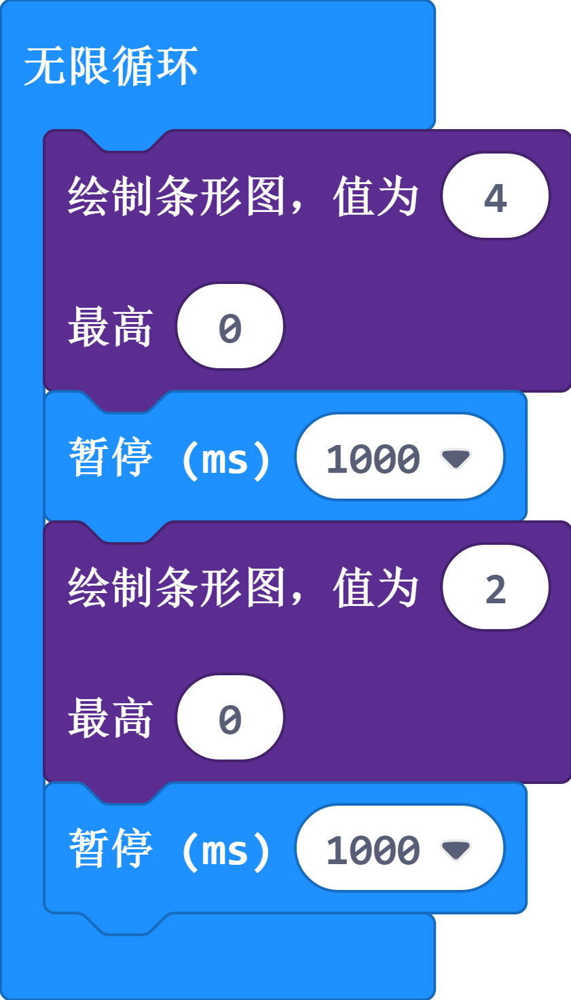 无限循环
绘制条形图，值为 4
最高 0
暂停 (ms) 1000
绘制条形图，值为 2
最高 0
暂停 (ms) 1000